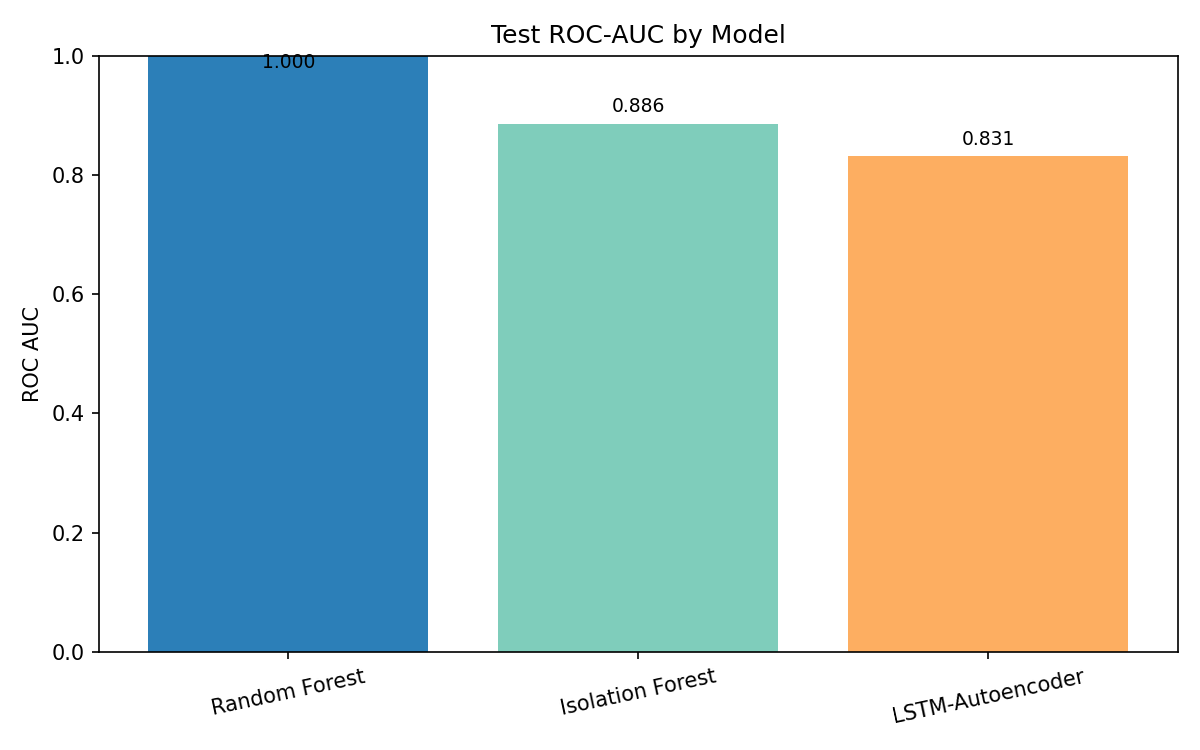 Test ROC-AUC by Model
ROC AUC
1.0
0.8
0.6
0.4
0.2
0.0
1.000
0.886
0.831
Random Forest
Isolation Forest
LSTM-Autoencoder